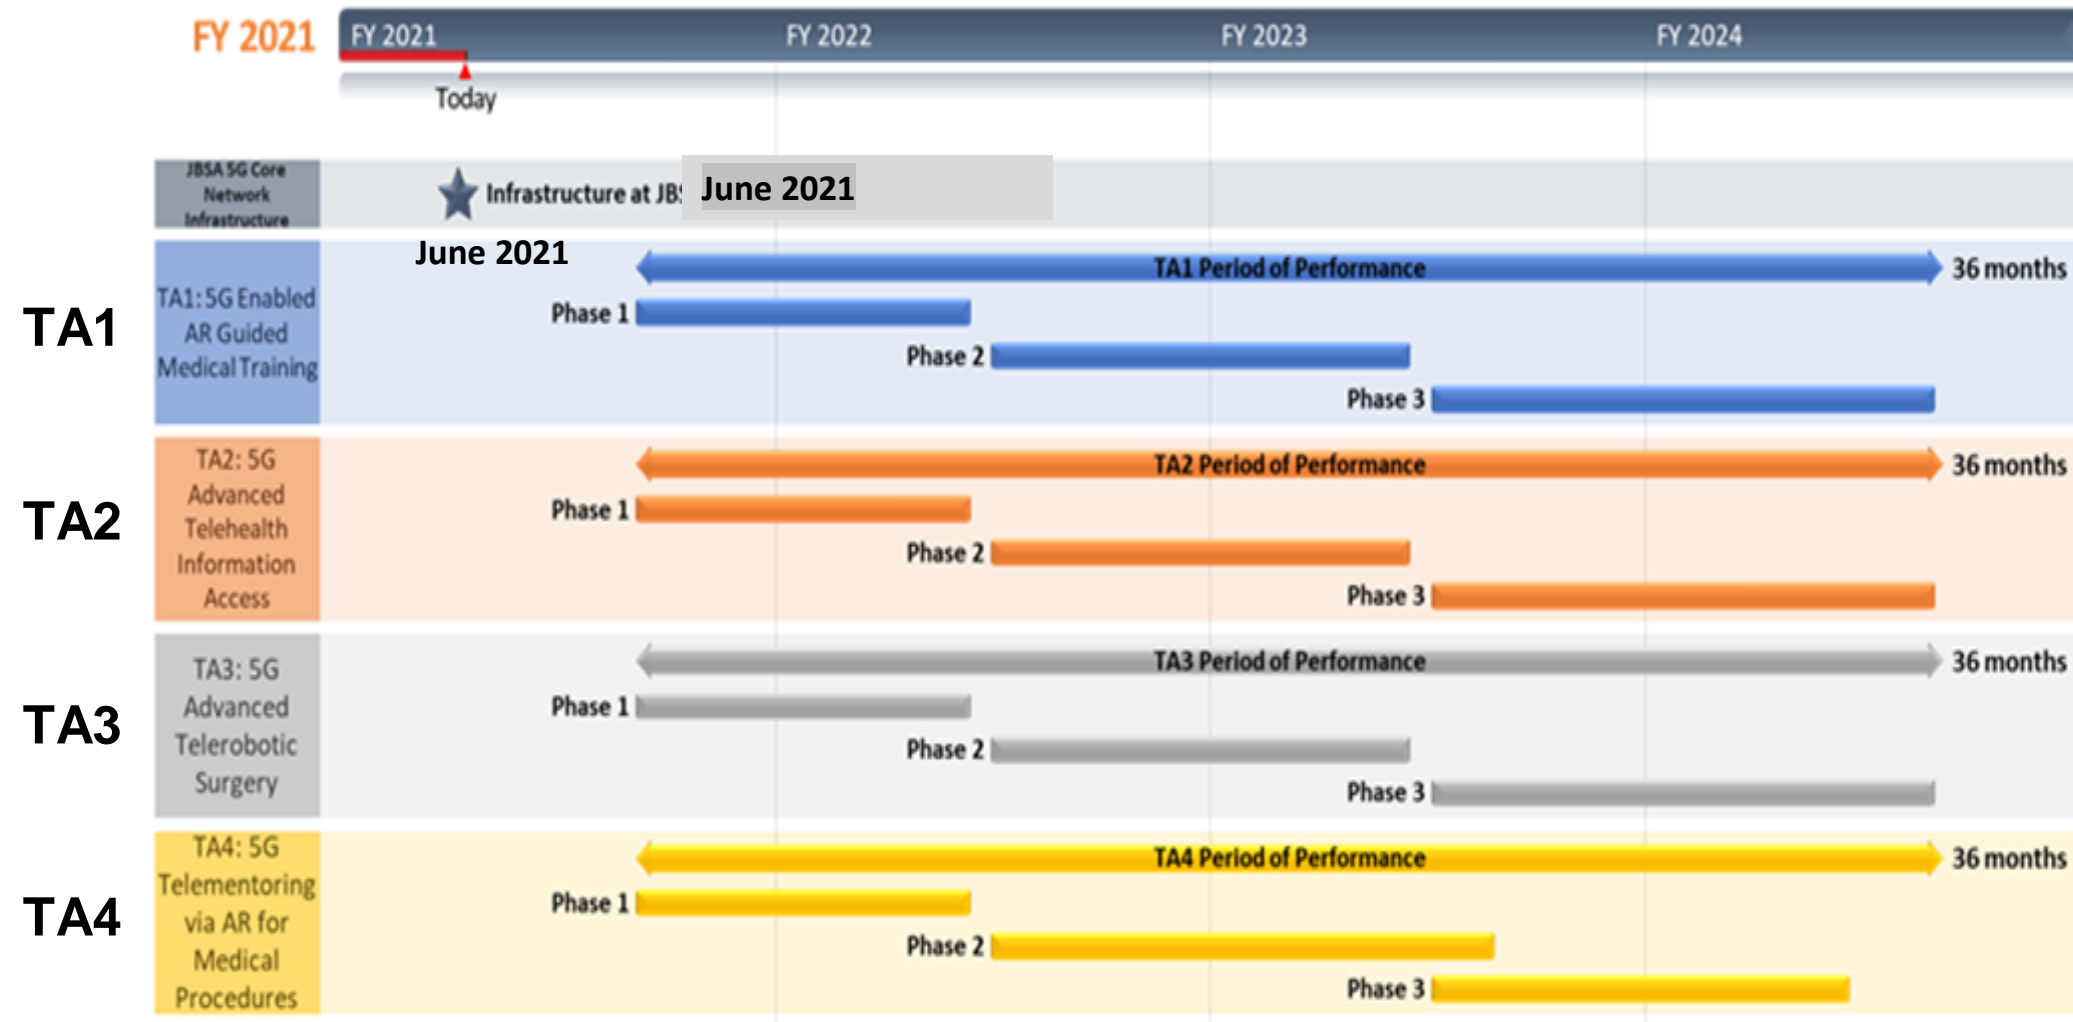 FY 2021
FY 2021 FY 2022 FY 2023 FY 2024
Today
JBSA 5G Core
Network
Infrastructure
Infrastructure at JBS
June 2021
June 2021
TA1
TA1: 5G Enabled
AR Guided
Medical Training
TA1 Period of Performance
36 months
Phase 1
Phase 2
Phase 3
TA2
TA2: 5G
Advanced
Telehealth
Information
Access
TA2 Period of Performance
36 months
Phase 1
Phase 2
Phase 3
TA3
TA3: 5G
Advanced
Telerobotic
Surgery
TA3 Period of Performance
36 months
Phase 1
Phase 2
Phase 3
TA4
TA4: 5G
Telementoring
via AR for
Medical
Procedures
TA4 Period of Performance
36 months
Phase 1
Phase 2
Phase 3